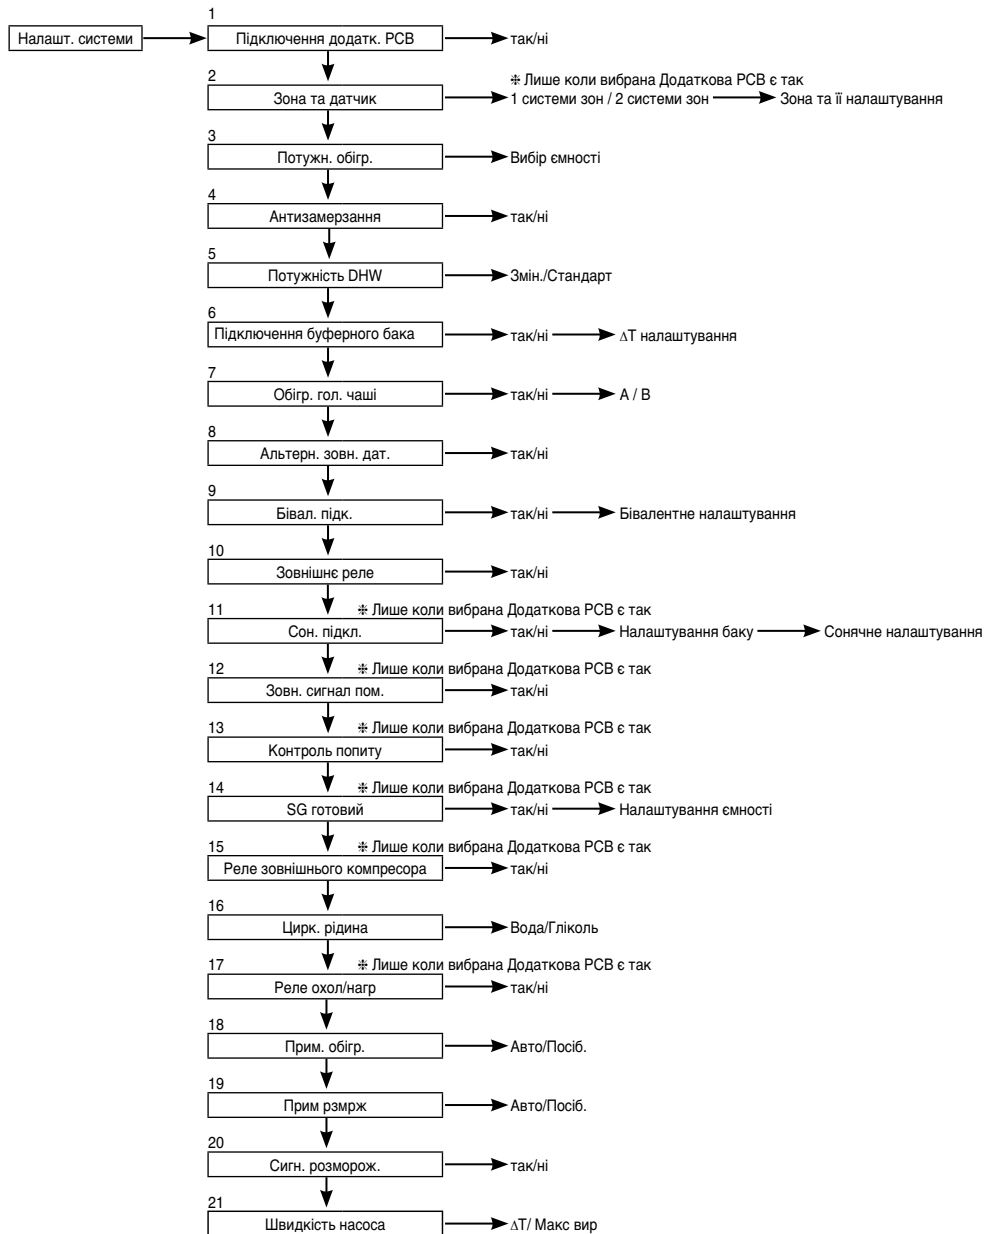 1
Налашт. системи
Підключення додатк. PCB
так/ні
2
⁜ Лише коли вибрана Додаткова PCB є так
Зона та датчик
1 системи зон / 2 системи зон
Зона та її налаштування
3
Потужн. обігр.
Вибір ємності
4
Антизамерзання
так/ні
5
Потужність DHW
Змін./Стандарт
6
Підключення буферного бака
так/ні
∆T налаштування
7
Обігр. гол. чаші
так/ні
A / B
8
Альтерн. зовн. дат.
так/ні
9
Бівал. підк.
так/ні
Бівалентне налаштування
10
Зовнішнє реле
так/ні
11
⁜ Лише коли вибрана Додаткова PCB є так
Сон. підкл.
так/ні
Налаштування баку
Сонячне налаштування
12
⁜ Лише коли вибрана Додаткова PCB є так
Зовн. сигнал пом.
так/ні
13
⁜ Лише коли вибрана Додаткова PCB є так
Контроль попиту
так/ні
14
⁜ Лише коли вибрана Додаткова PCB є так
SG готовий
так/ні
Налаштування ємності
15
⁜ Лише коли вибрана Додаткова PCB є так
Реле зовнішнього компресора
так/ні
16
Цирк. рідина
Вода/Гліколь
17
⁜ Лише коли вибрана Додаткова PCB є так
Реле охол/нагр
так/ні
18
Прим. обігр.
Авто/Посіб.
19
Прим рзмрж
Авто/Посіб.
20
Сигн. розморож.
так/ні
21
Швидкість насоса
∆T/ Макс вир